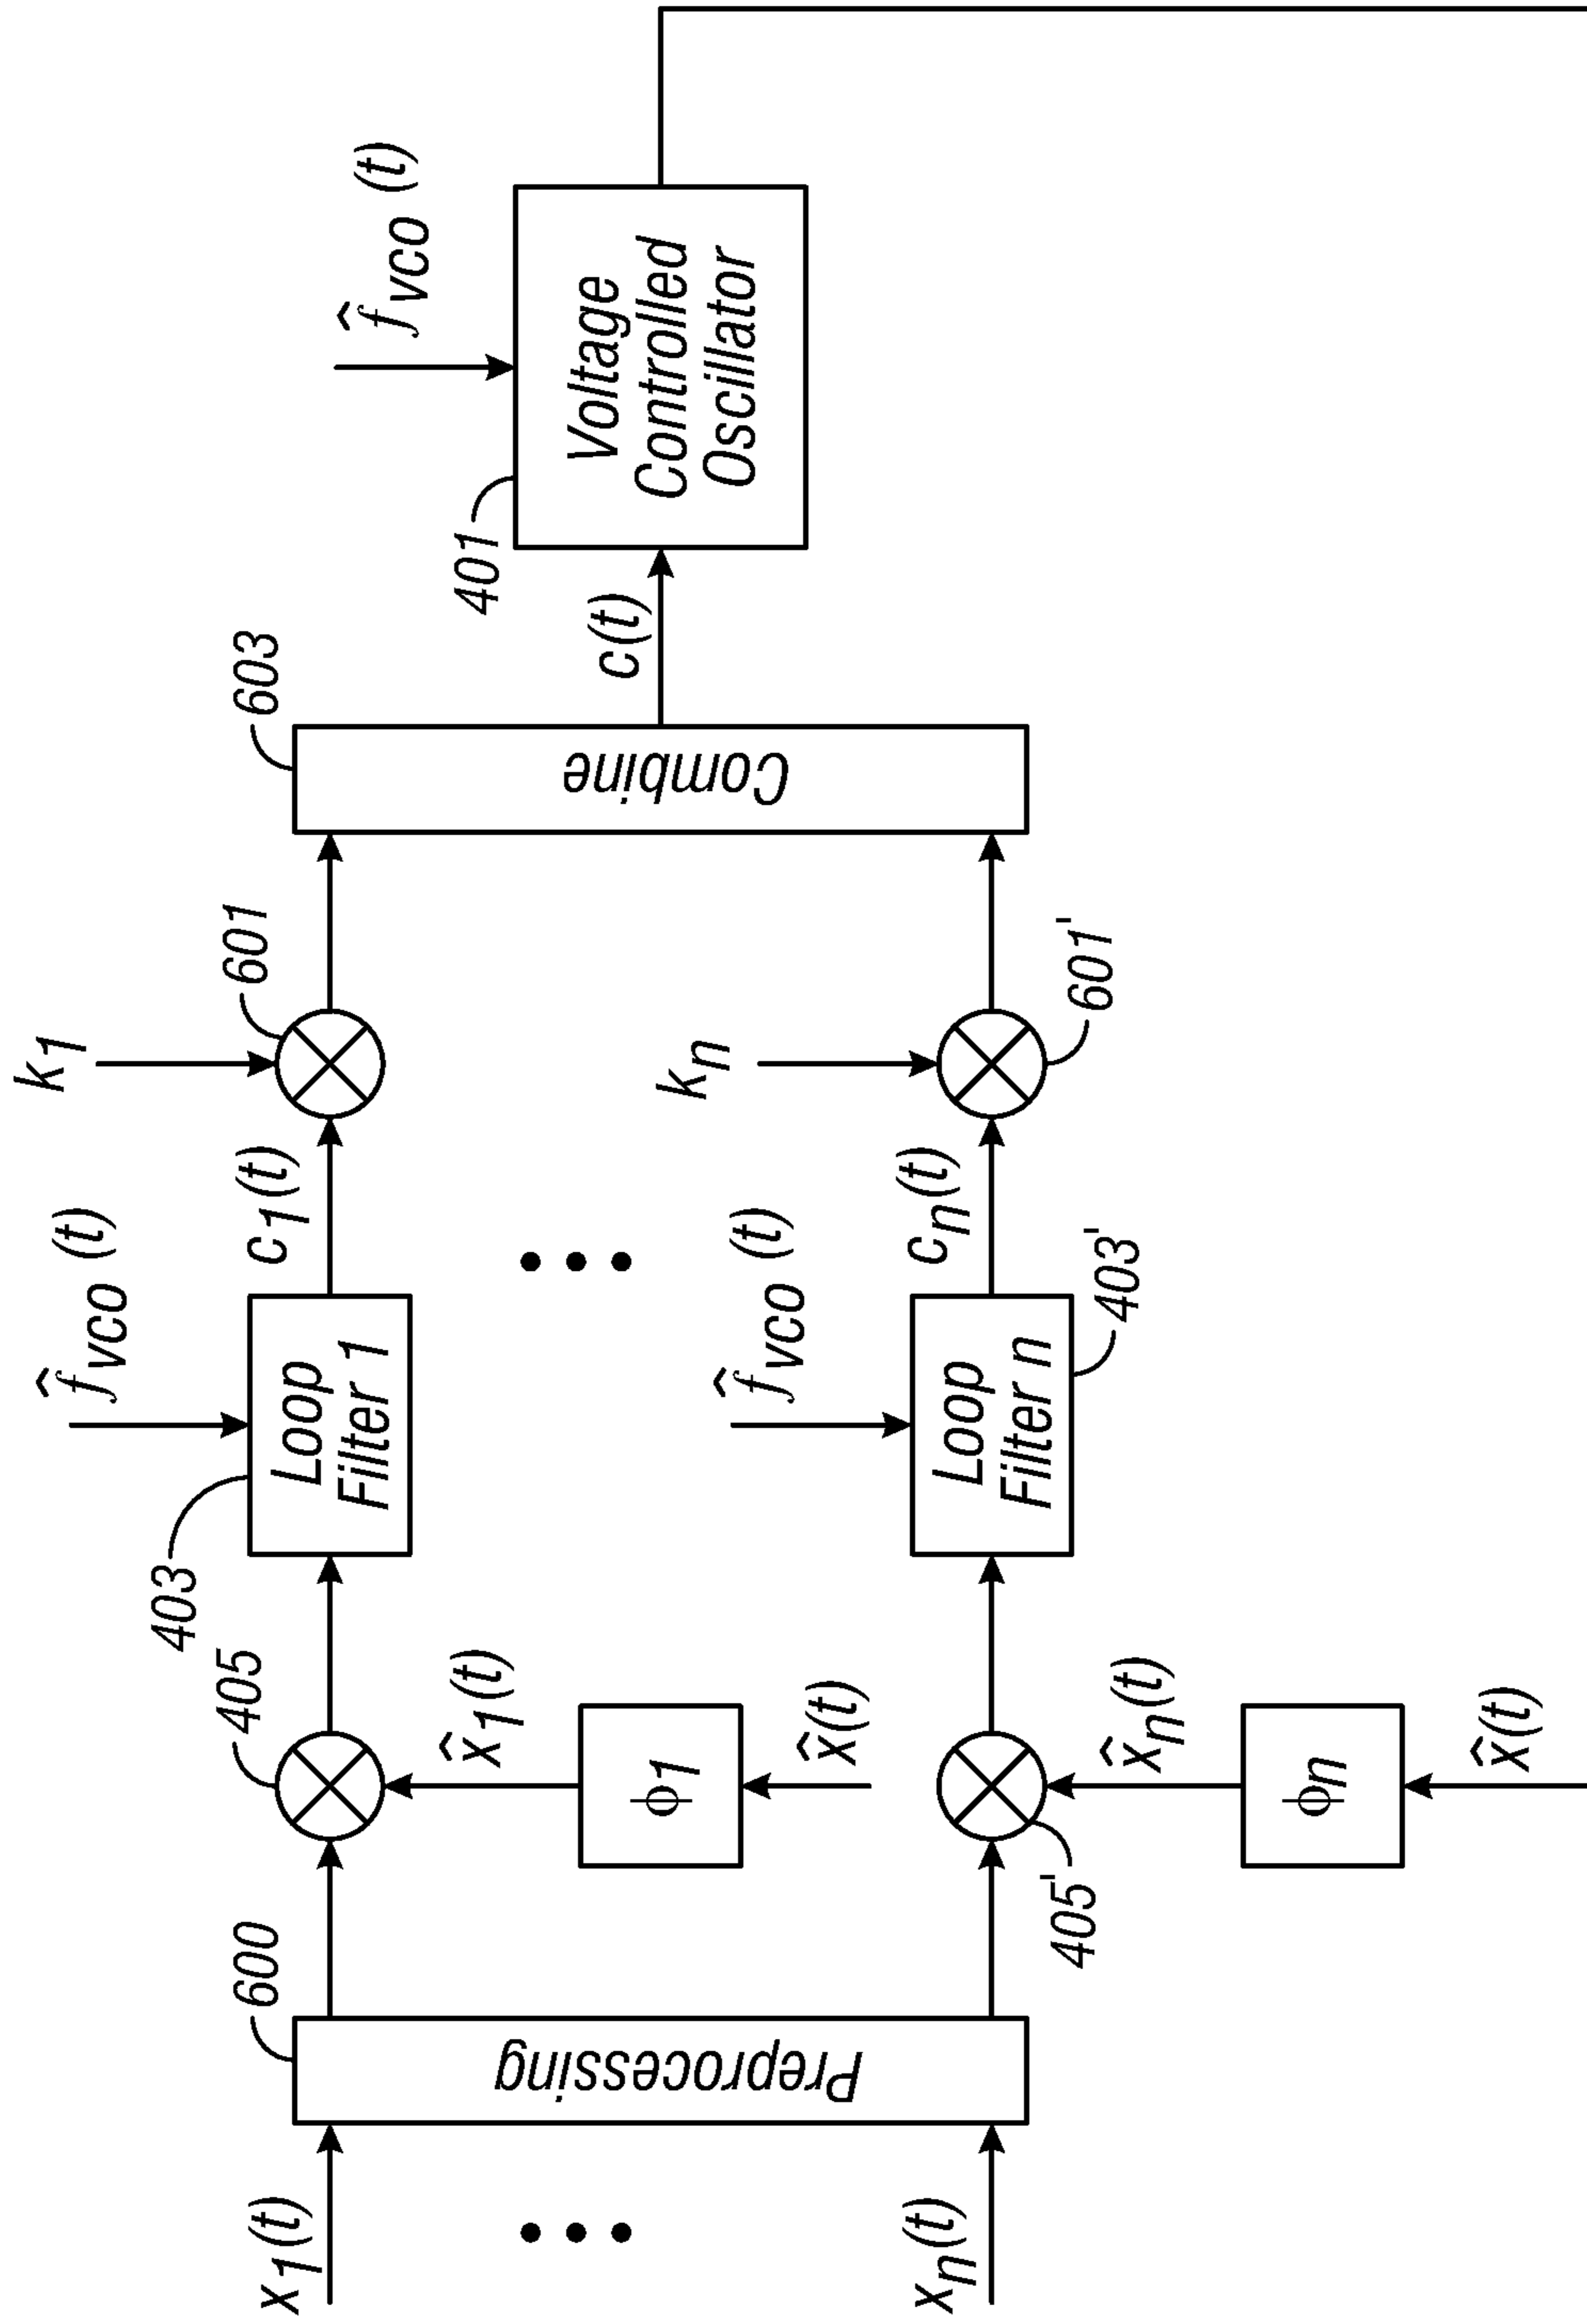 x1(t)
xn(t)
Preprocessing
600
405
405'
x̂1(t)
ϕ1
x̂(t)
x̂n(t)
ϕn
x̂(t)
403
Loop
Filter 1
f̂vco (t)
c1(t)
Loop
Filter n
403'
f̂vco (t)
cn(t)
k1
601
kn
601'
Combine
603
c(t)
401
Voltage
Controlled
Oscillator
f̂vco (t)